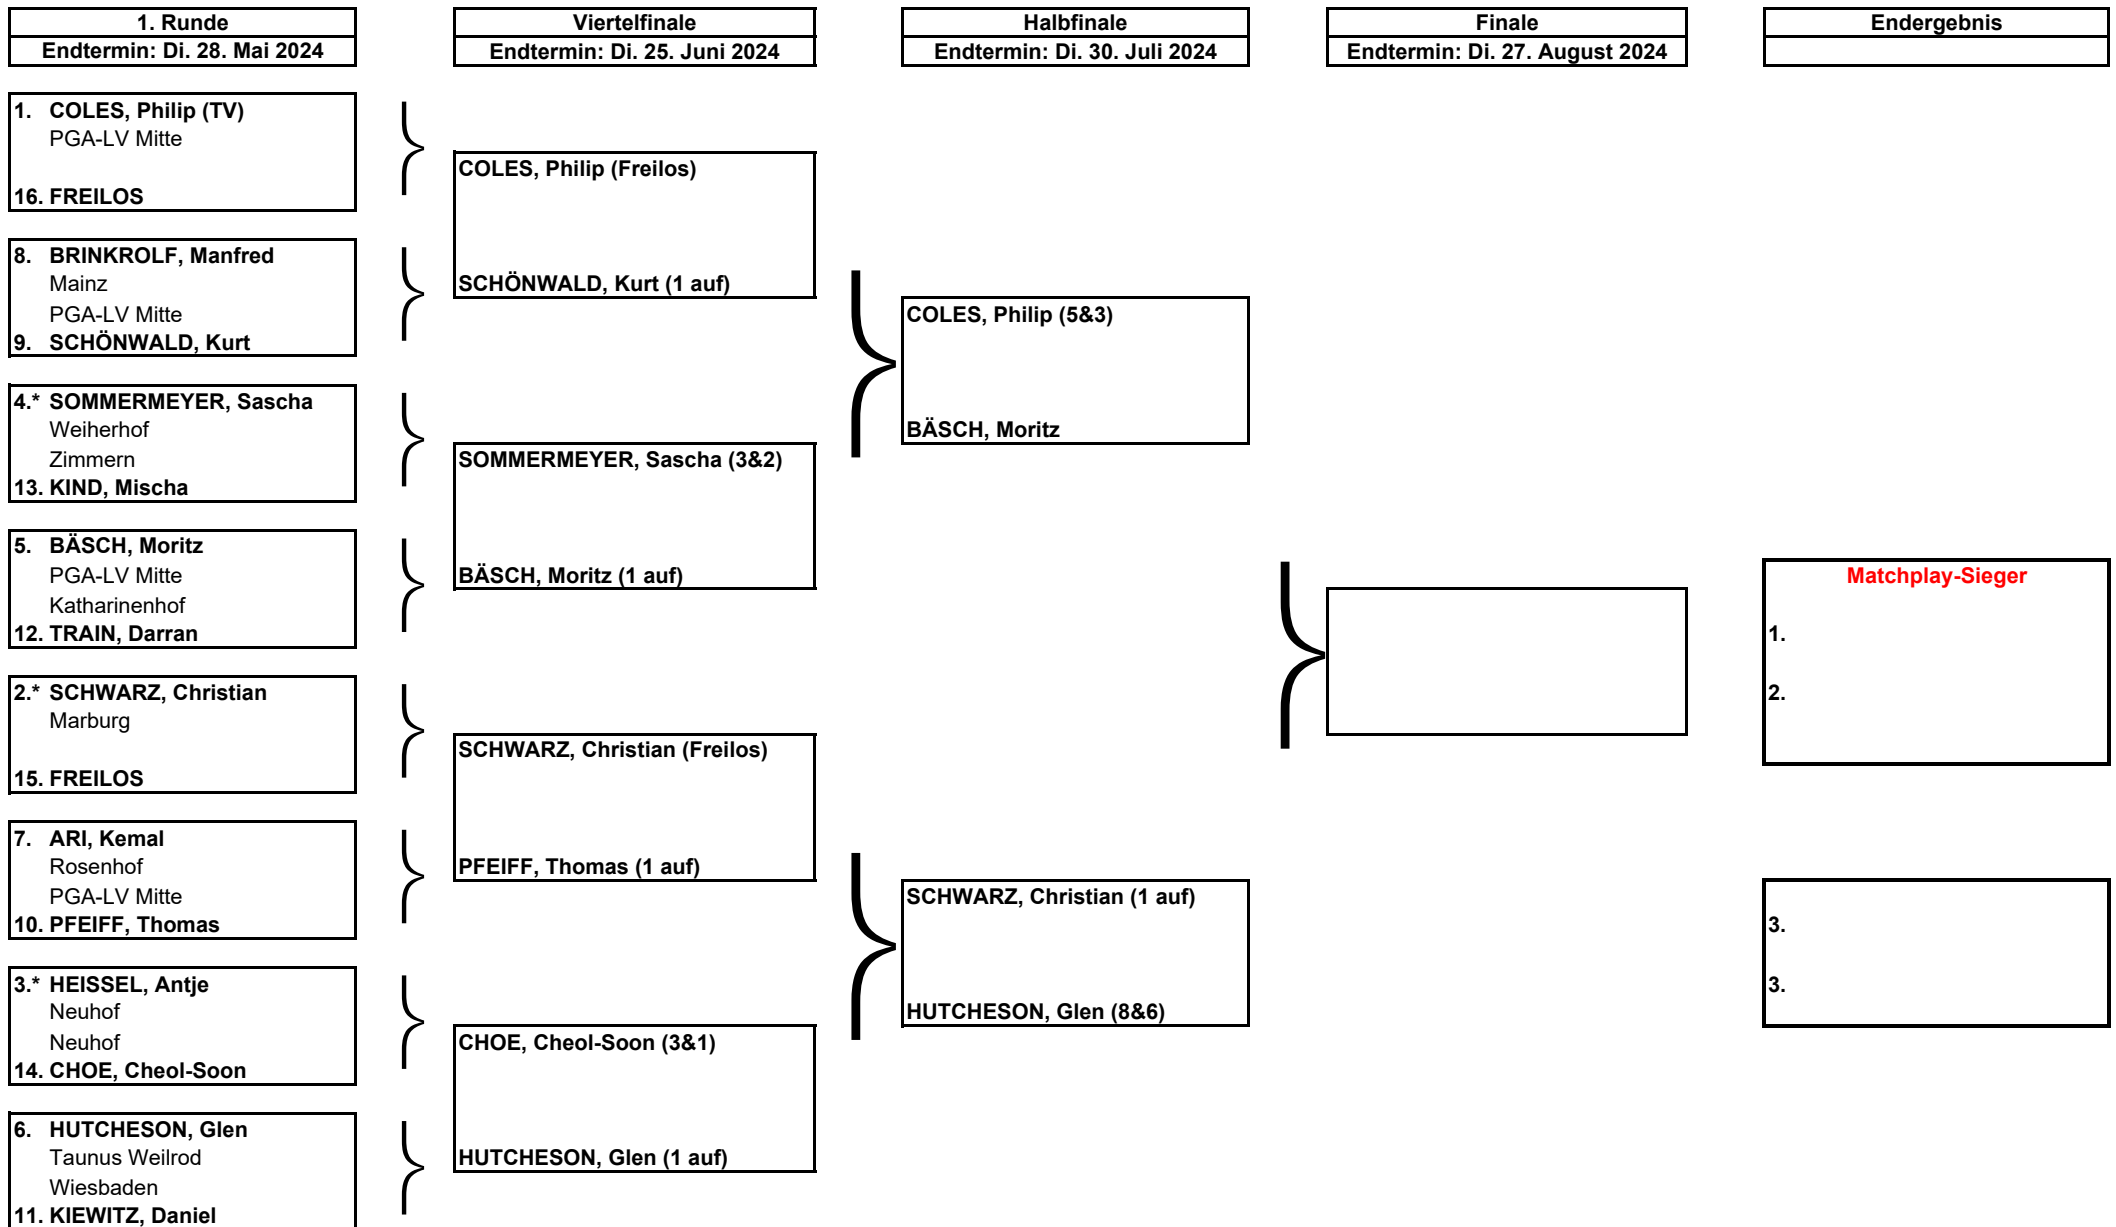 1. Runde
Endtermin: Di. 28. Mai 2024
Viertelfinale
Endtermin: Di. 25. Juni 2024
Halbfinale
Endtermin: Di. 30. Juli 2024
Finale
Endtermin: Di. 27. August 2024
Endergebnis
1. COLES, Philip (TV)
PGA-LV Mitte
16. FREILOS
8. BRINKROLF, Manfred
Mainz
PGA-LV Mitte
9. SCHÖNWALD, Kurt
4.* SOMMERMEYER, Sascha
Weiherhof
Zimmern
13. KIND, Mischa
5. BÄSCH, Moritz
PGA-LV Mitte
Katharinenhof
12. TRAIN, Darran
2.* SCHWARZ, Christian
Marburg
15. FREILOS
7. ARI, Kemal
Rosenhof
PGA-LV Mitte
10. PFEIFF, Thomas
3.* HEISSEL, Antje
Neuhof
Neuhof
14. CHOE, Cheol-Soon
6. HUTCHESON, Glen
Taunus Weilrod
Wiesbaden
11. KIEWITZ, Daniel
COLES, Philip (Freilos)
SCHÖNWALD, Kurt (1 auf)
SOMMERMEYER, Sascha (3&2)
BÄSCH, Moritz (1 auf)
SCHWARZ, Christian (Freilos)
PFEIFF, Thomas (1 auf)
CHOE, Cheol-Soon (3&1)
HUTCHESON, Glen (1 auf)
COLES, Philip (5&3)
BÄSCH, Moritz
SCHWARZ, Christian (1 auf)
HUTCHESON, Glen (8&6)
Matchplay-Sieger
1.
2.
3.
3.